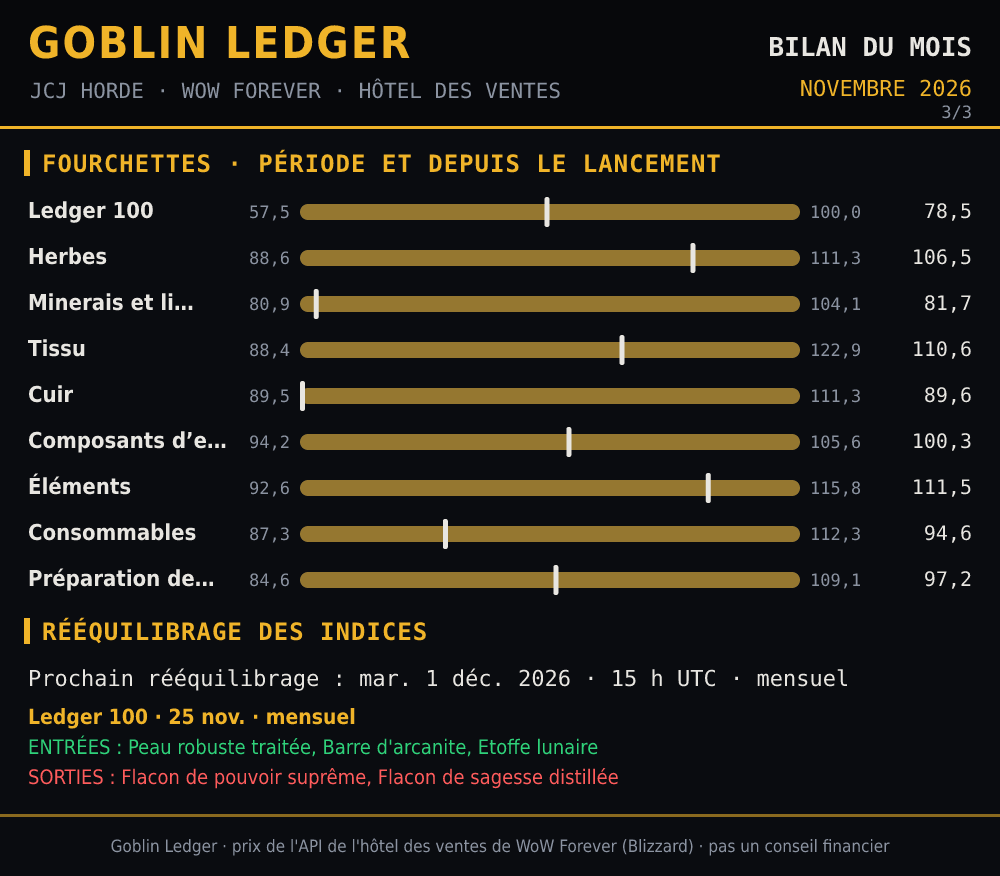 GOBLIN LEDGER
BILAN DU MOIS
JCJ HORDE · WOW FOREVER · HÔTEL DES VENTES
NOVEMBRE 2026
3/3
FOURCHETTES · PÉRIODE ET DEPUIS LE LANCEMENT
Ledger 100 57,5 100,0 78,5
Herbes 88,6 111,3 106,5
Minerais et li… 80,9 104,1 81,7
Tissu 88,4 122,9 110,6
Cuir 89,5 111,3 89,6
Composants d’e… 94,2 105,6 100,3
Éléments 92,6 115,8 111,5
Consommables 87,3 112,3 94,6
Préparation de… 84,6 109,1 97,2
RÉÉQUILIBRAGE DES INDICES
Prochain rééquilibrage : mar. 1 déc. 2026 · 15 h UTC · mensuel
Ledger 100 · 25 nov. · mensuel
ENTRÉES : Peau robuste traitée, Barre d'arcanite, Etoffe lunaire
SORTIES : Flacon de pouvoir suprême, Flacon de sagesse distillée
Goblin Ledger · prix de l'API de l'hôtel des ventes de WoW Forever (Blizzard) · pas un conseil financier